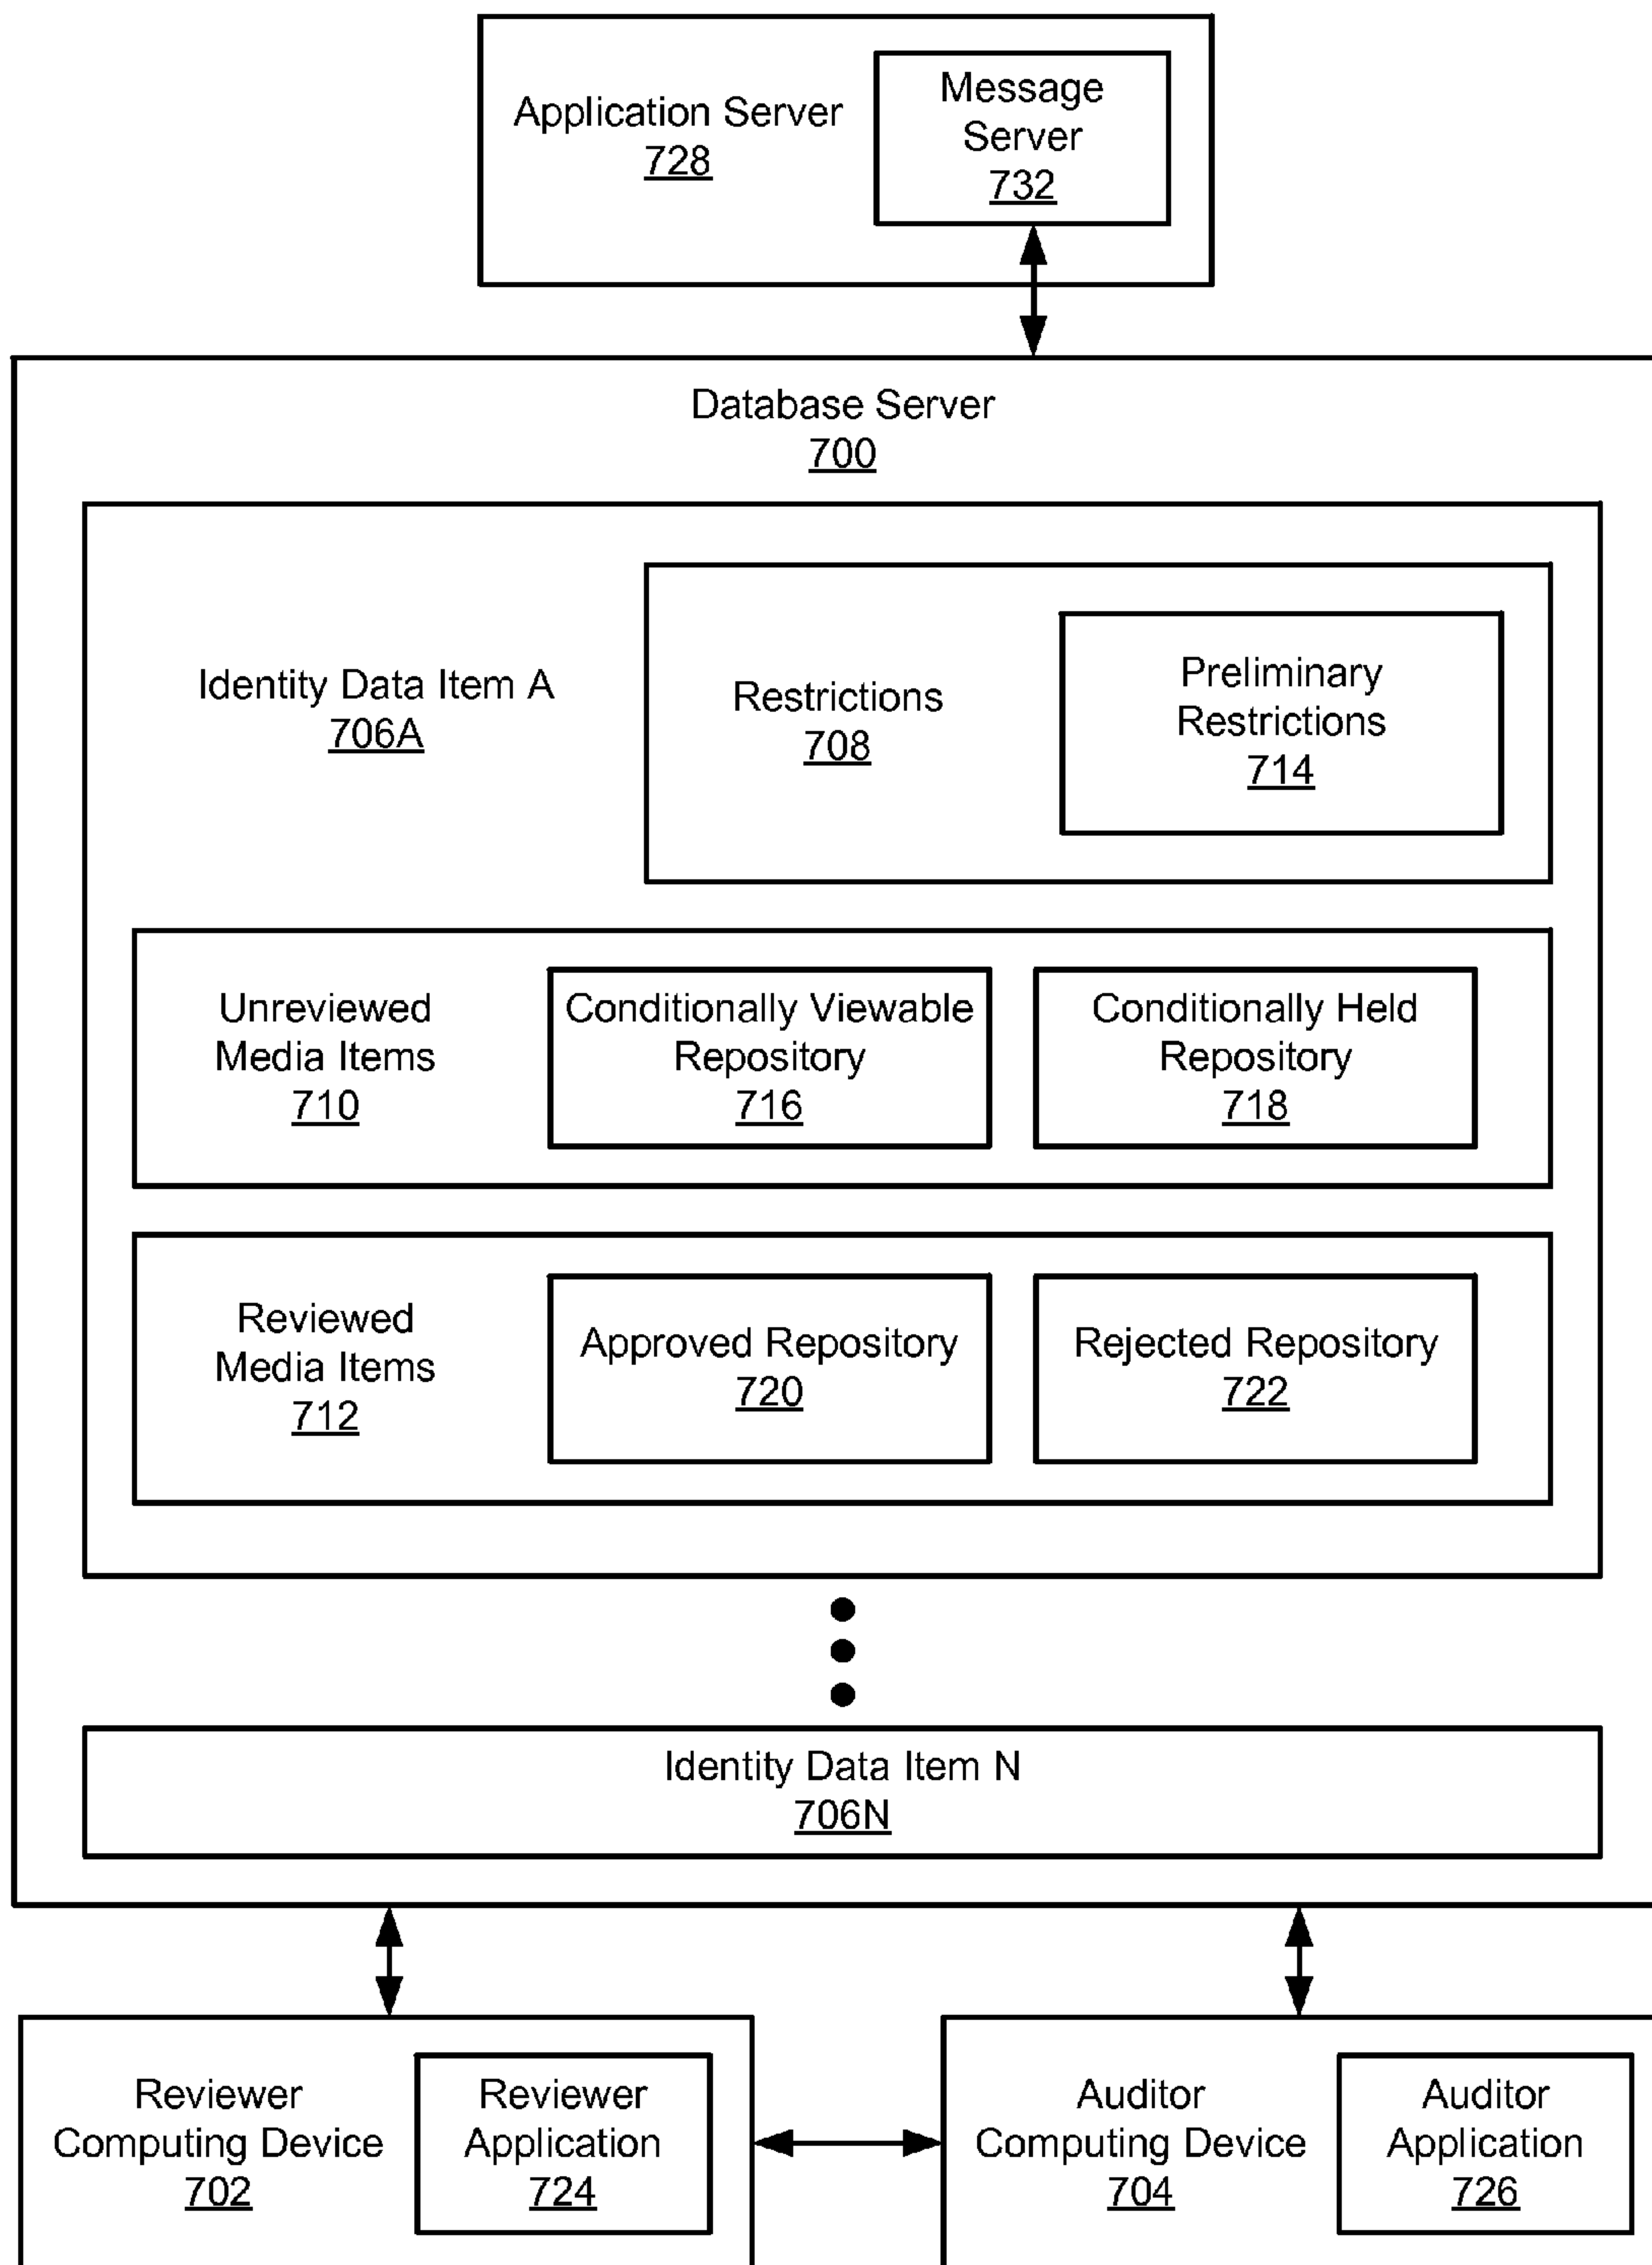 Application Server
728
Message
Server
732
Database Server
700
Identity Data Item A
706A
Restrictions
708
Preliminary
Restrictions
714
Unreviewed
Media Items
710
Conditionally Viewable
Repository
716
Conditionally Held
Repository
718
Reviewed
Media Items
712
Approved Repository
720
Rejected Repository
722
Identity Data Item N
706N
Reviewer
Computing Device
702
Reviewer
Application
724
Auditor
Computing Device
704
Auditor
Application
726